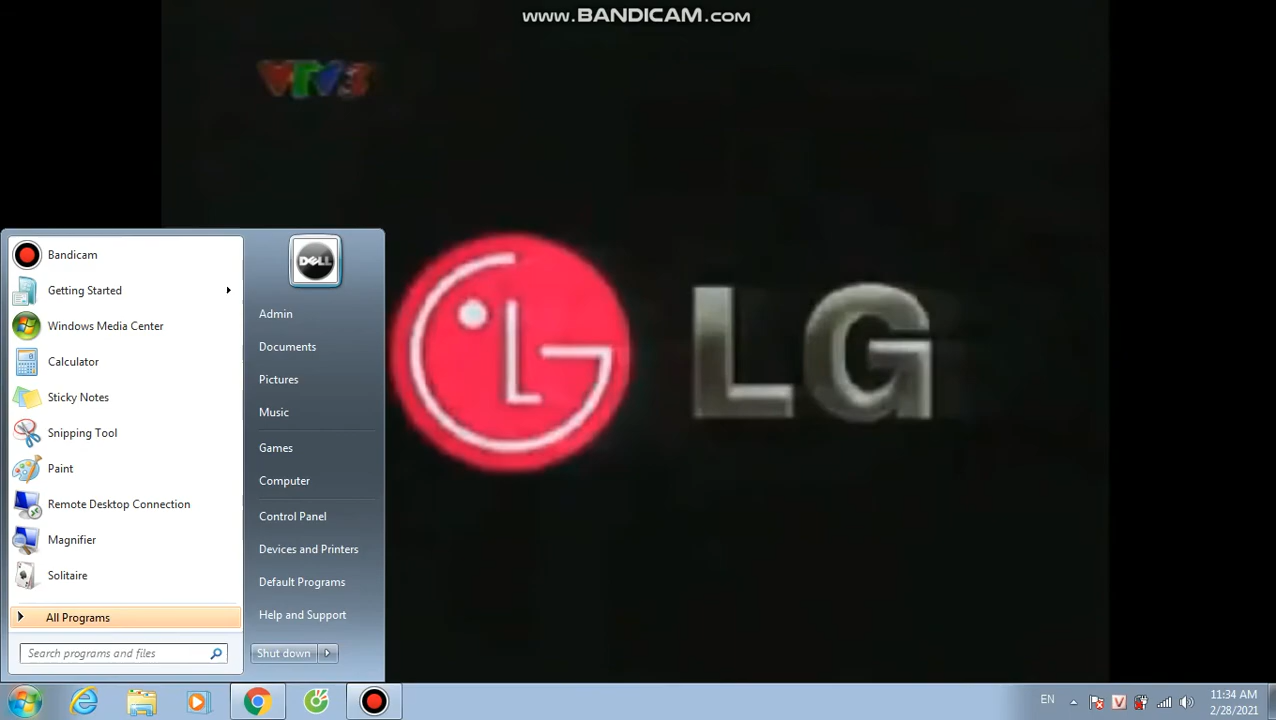 www.BANDICAM.com
VTV3
LG
LG
Bandicam
Getting Started
Windows Media Center
Calculator
Sticky Notes
Snipping Tool
Paint
Remote Desktop Connection
Magnifier
Solitaire
All Programs
Search programs and files
DELL
Admin
Documents
Pictures
Music
Games
Computer
Control Panel
Devices and Printers
Default Programs
Help and Support
Shut down
EN
V
11:34 AM
2/28/2021